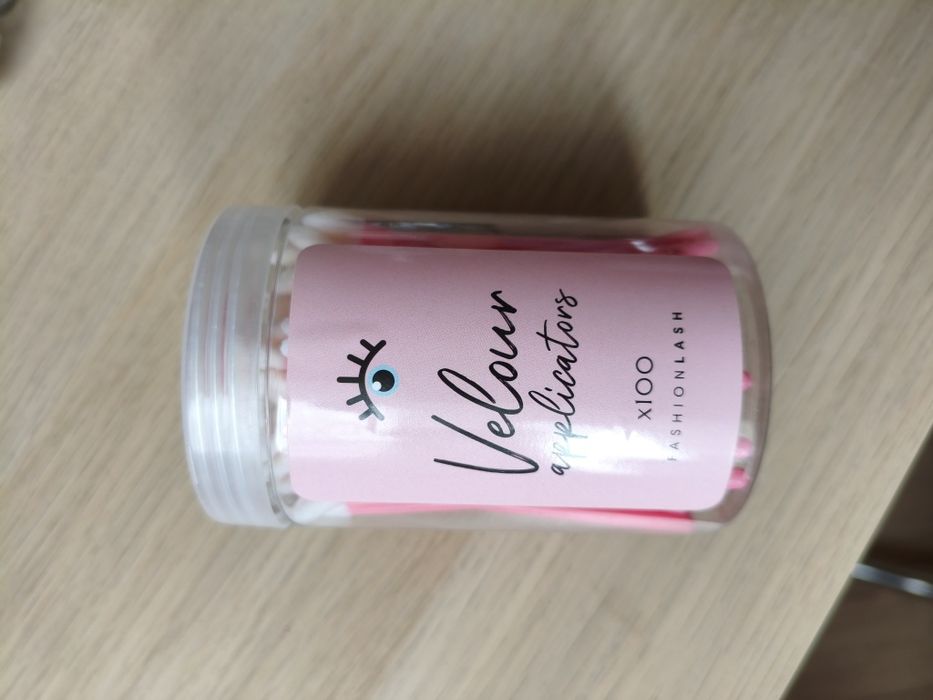 Velour
applicators
x100
FASHIONLASH